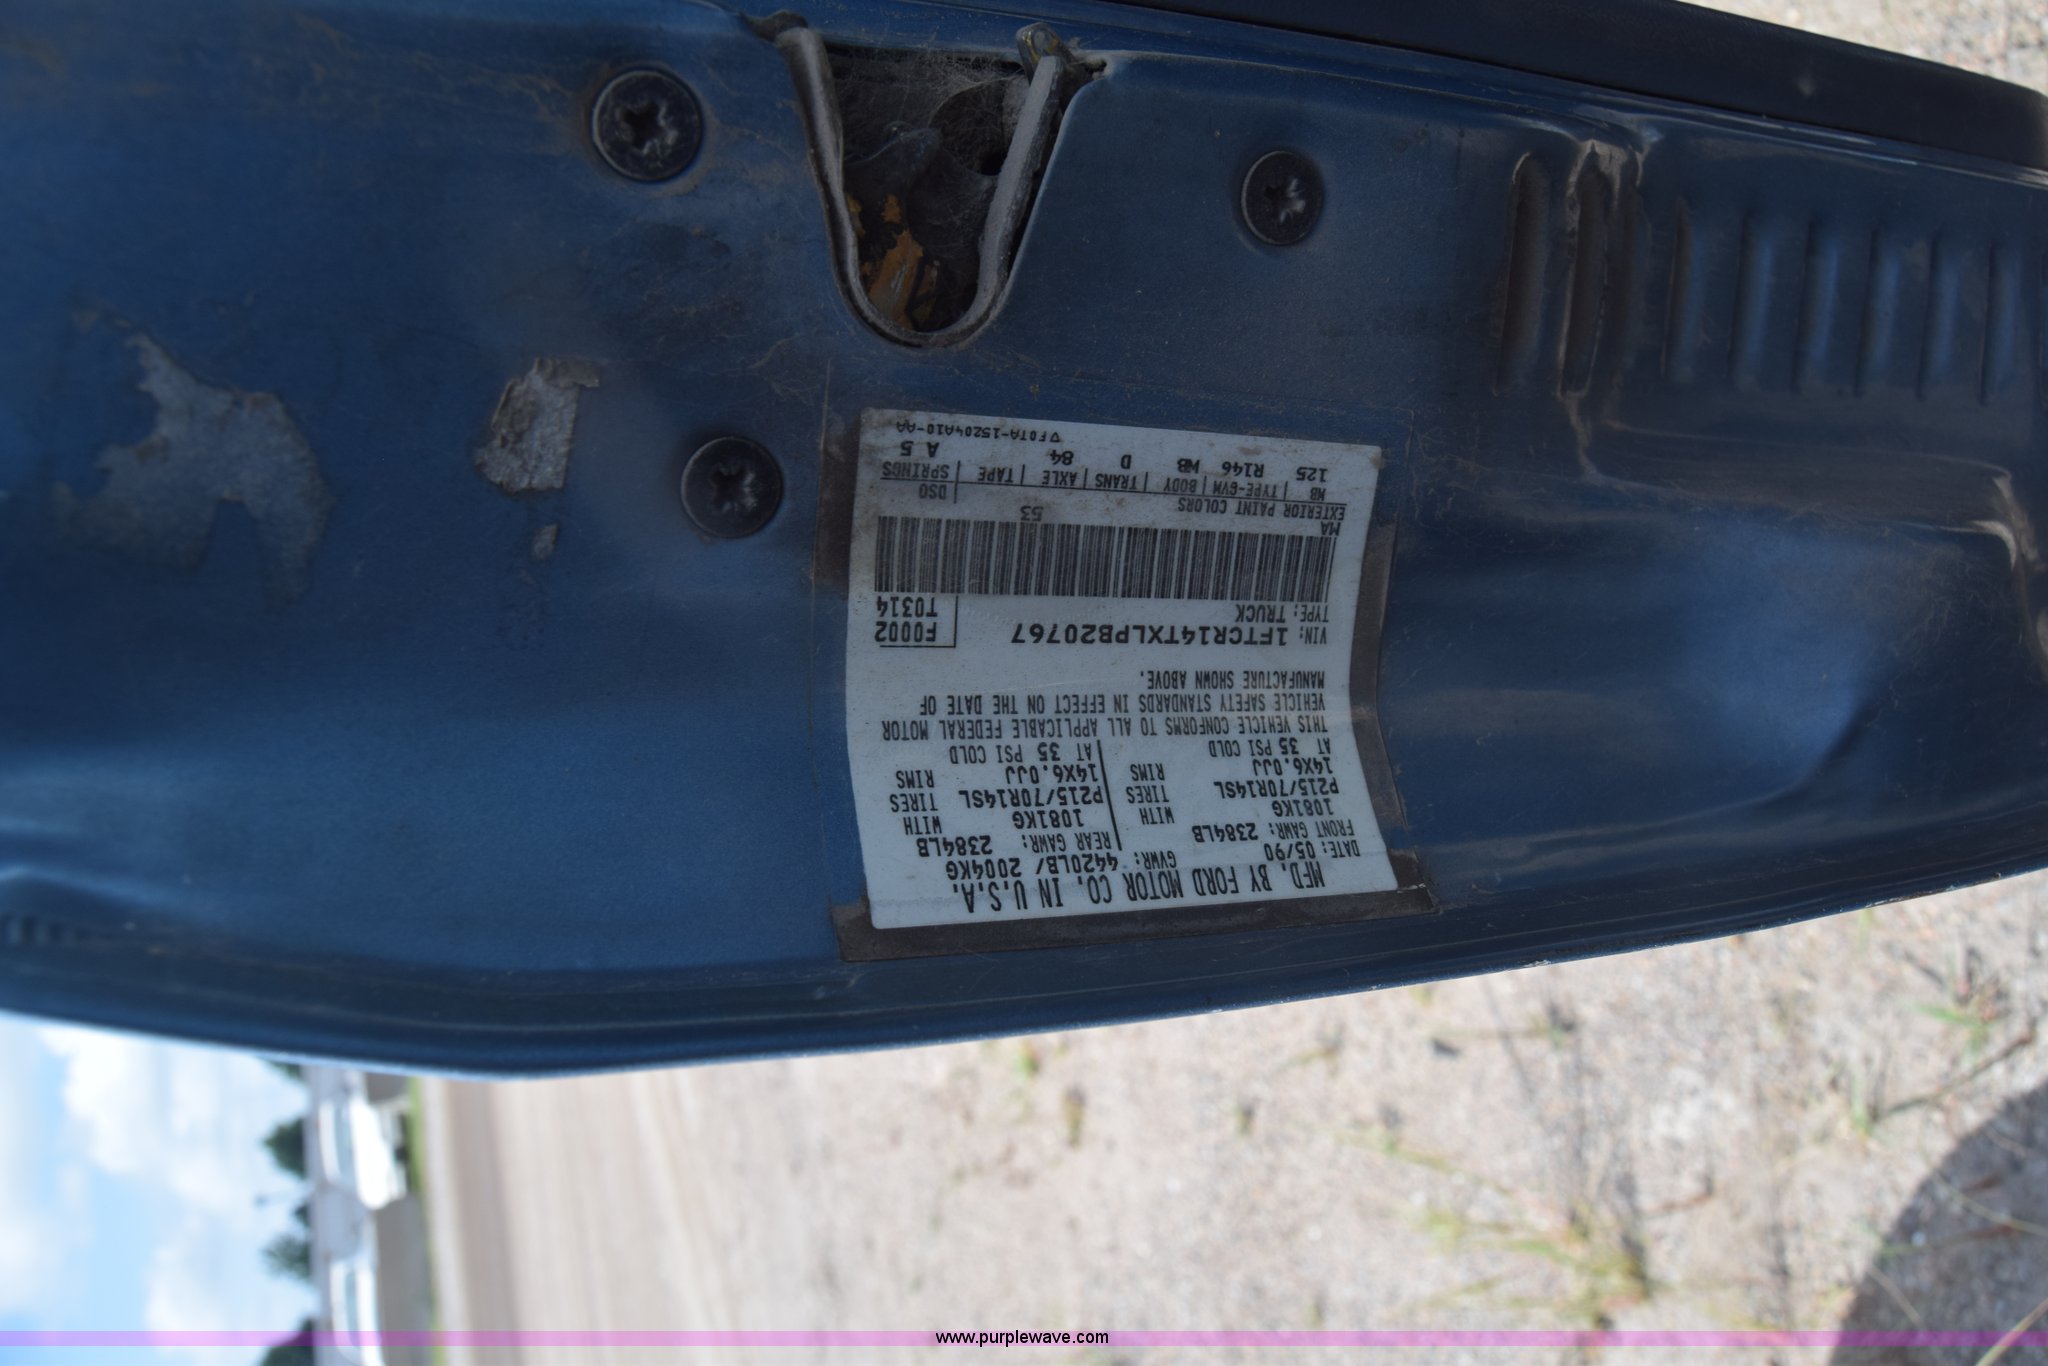 MFD. BY FORD MOTOR CO. IN U.S.A.
DATE: 05/90 GVWR: 4420LB/ 2004KG
FRONT GAWR: 2384LB REAR GAWR: 2384LB
1081KG WITH 1081KG WITH
P215/70R14SL TIRES P215/70R14SL TIRES
14X6.0JJ RIMS 14X6.0JJ RIMS
AT 35 PSI COLD AT 35 PSI COLD
THIS VEHICLE CONFORMS TO ALL APPLICABLE FEDERAL MOTOR
VEHICLE SAFETY STANDARDS IN EFFECT ON THE DATE OF
MANUFACTURE SHOWN ABOVE.
VIN: 1FTCR14TXLPB20767 F0002
TYPE: TRUCK T0314
MA 53
EXTERIOR PAINT COLORS DSO
WB TYPE-GVW BODY TRANS AXLE TAPE SPRINGS
125 R146 WB D 84 A 5
▽F0TA-15204A10-AA
www.purplewave.com